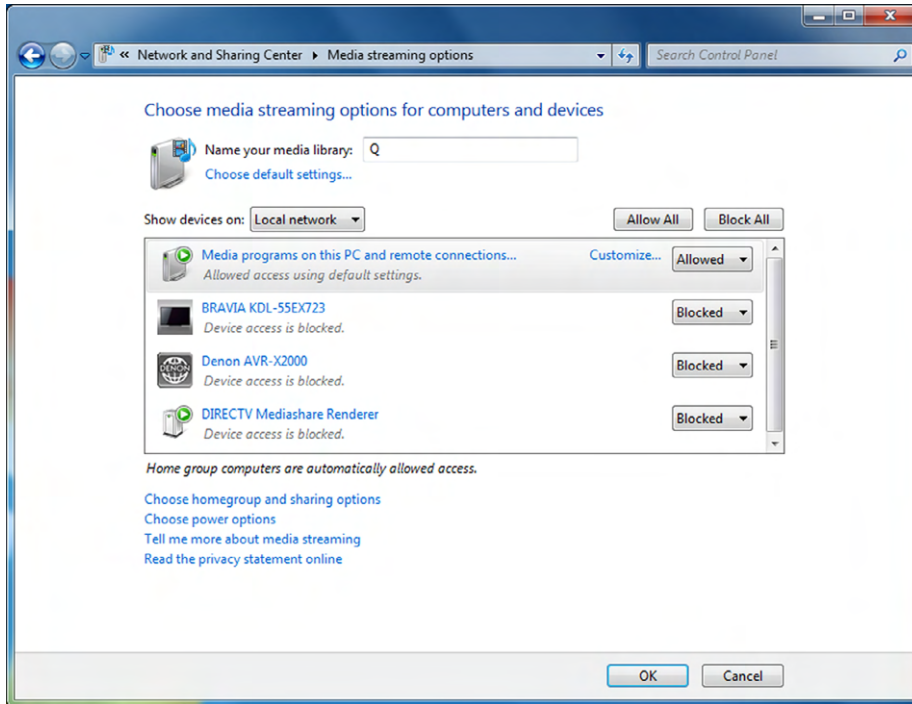 « Network and Sharing Center ▸ Media streaming options Search Control Panel
Choose media streaming options for computers and devices
Name your media library: Q
Choose default settings...
Show devices on: Local network Allow All Block All
Media programs on this PC and remote connections... Customize... Allowed
Allowed access using default settings.
BRAVIA KDL-55EX723 Blocked
Device access is blocked.
DENON
Denon AVR-X2000 Blocked
Device access is blocked.
DIRECTV Mediashare Renderer Blocked
Device access is blocked.
Home group computers are automatically allowed access.
Choose homegroup and sharing options
Choose power options
Tell me more about media streaming
Read the privacy statement online
OK Cancel